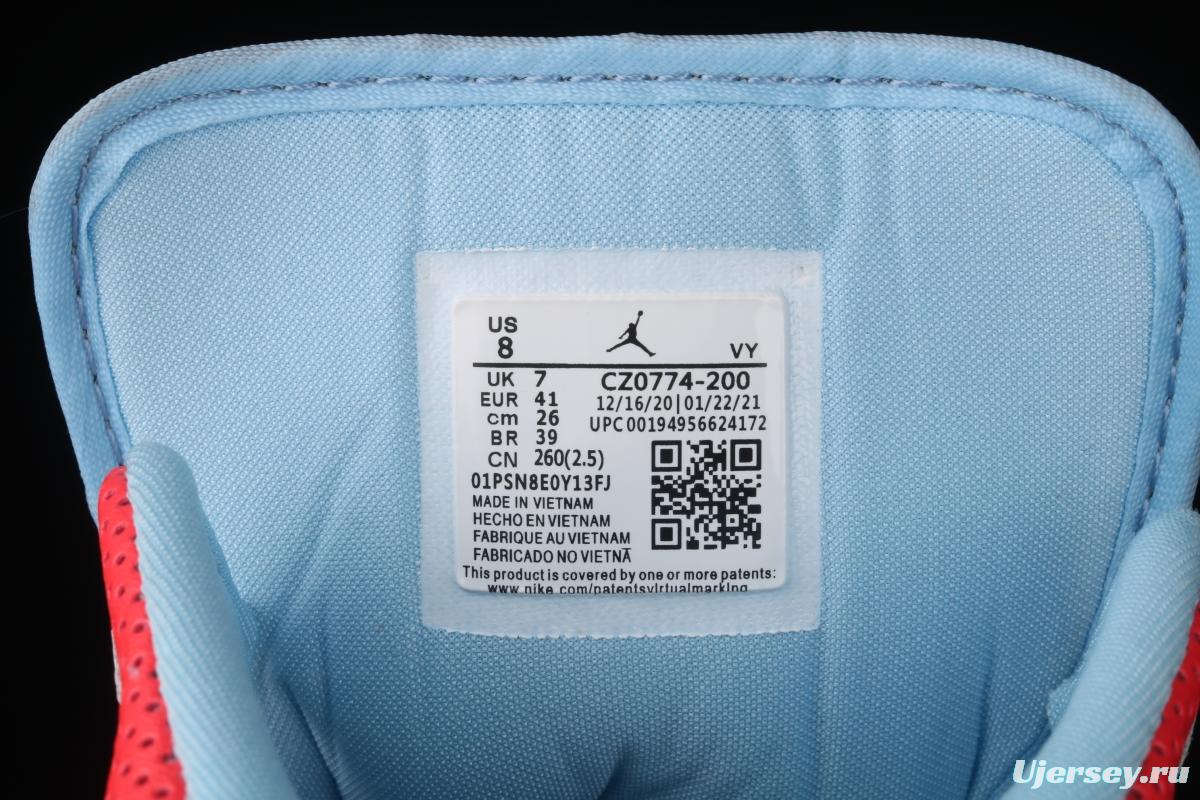 US
8
VY
UK 7
EUR 41
cm 26
BR 39
CN 260(2.5)
CZ0774-200
12/16/20|01/22/21
UPC00194956624172
01PSN8E0Y13FJ
MADE IN VIETNAM
HECHO EN VIETNAM
FABRIQUE AU VIETNAM
FABRICADO NO VIETNÃ
This product is covered by one or more patents:
www.nike.com/patentsvirtualmarking
Ujersey.ru